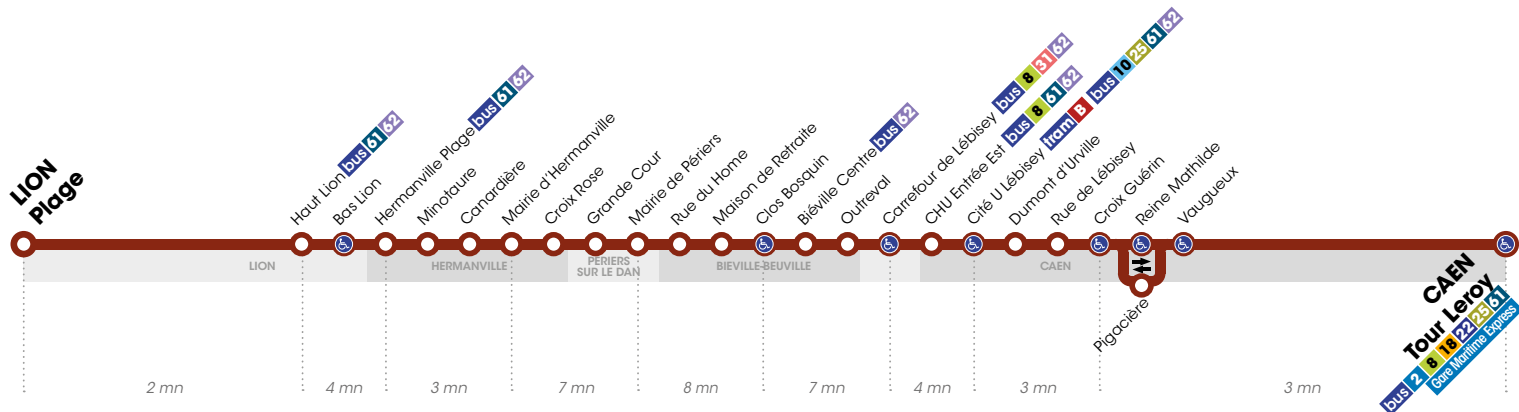 LION
Plage
Haut Lion bus 61 62
Bas Lion
Hermanville Plage bus 61 62
Minotaure
Canardière
Mairie d'Hermanville
Croix Rose
Grande Cour
Mairie de Périers
Rue du Home
Maison de Retraite
Clos Bosquin
Biéville Centre bus 62
Outreval
Carrefour de Lébisey bus 8 31 62
CHU Entrée Est bus 8 61 62
Cité U Lébisey tram B bus 10 25 61 62
Dumont d'Urville
Rue de Lébisey
Croix Guérin
Reine Mathilde
Vaugueux
Pigacière
CAEN
Tour Leroy
bus 2 8 18 22 25 61
Gare Maritime Express
LION
HERMANVILLE
PERIERS
SUR LE DAN
BIEVILLE-BEUVILLE
CAEN
2 mn
4 mn
3 mn
7 mn
8 mn
7 mn
4 mn
3 mn
3 mn